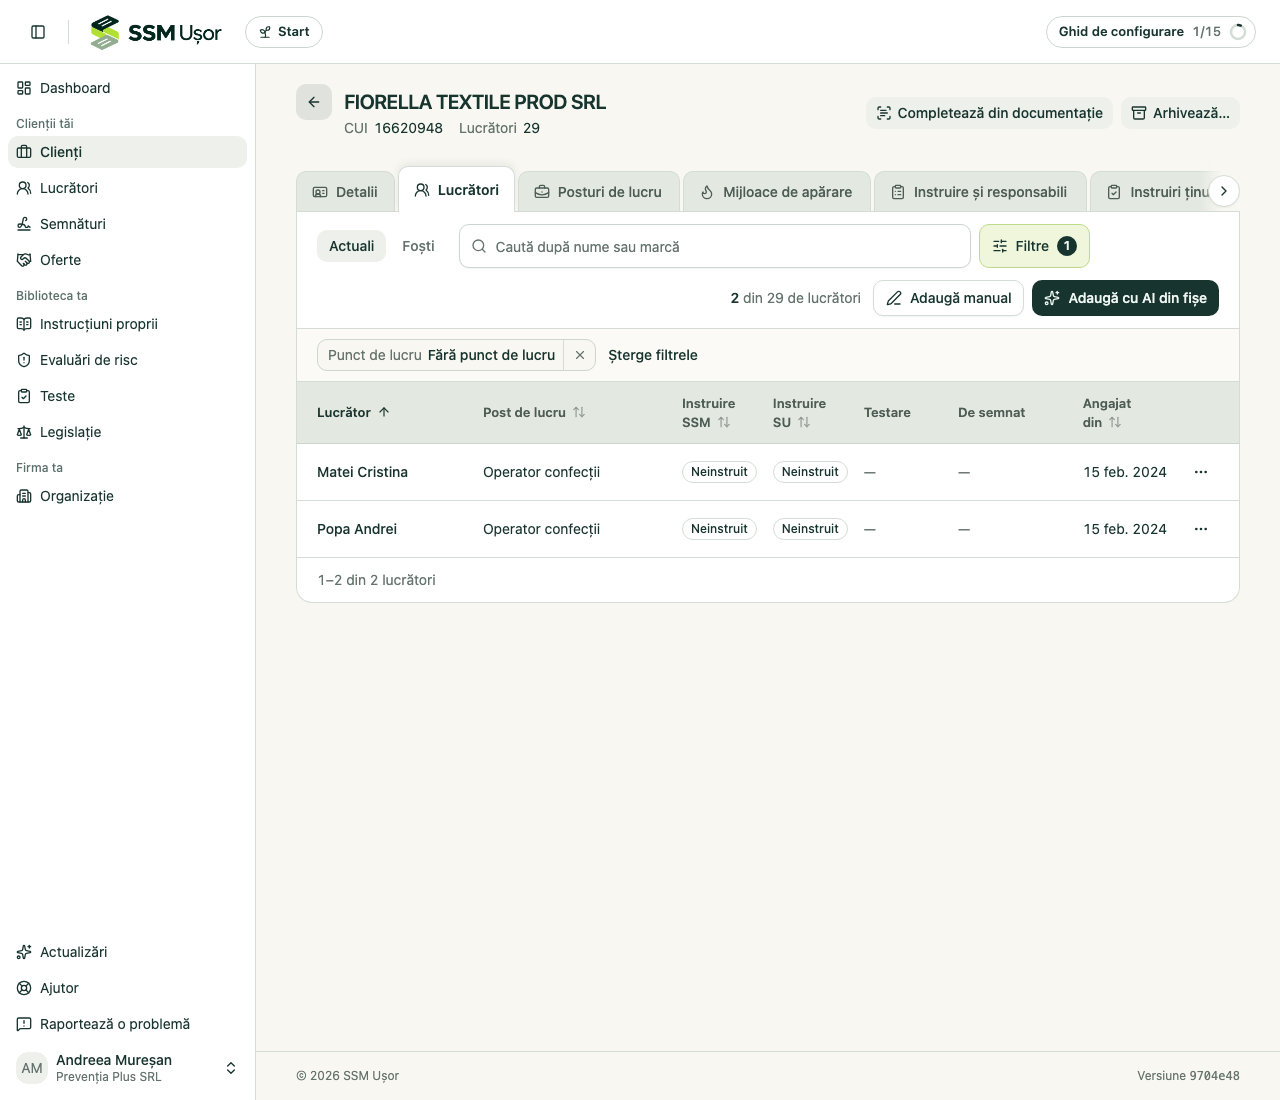 SSM Ușor
Start
Ghid de configurare 1/15
Dashboard
Clienții tăi
Clienți
Lucrători
Semnături
Oferte
Biblioteca ta
Instrucțiuni proprii
Evaluări de risc
Teste
Legislație
Firma ta
Organizație
Actualizări
Ajutor
Raportează o problemă
AM
Andreea Mureșan
Prevenția Plus SRL
FIORELLA TEXTILE PROD SRL
CUI 16620948 Lucrători 29
Completează din documentație
Arhivează...
Detalii
Lucrători
Posturi de lucru
Mijloace de apărare
Instruire și responsabili
Instruiri ținu
Actuali
Foști
Caută după nume sau marcă
Filtre 1
2 din 29 de lucrători
Adaugă manual
Adaugă cu AI din fișe
Punct de lucru Fără punct de lucru
Șterge filtrele
Lucrător
Post de lucru
Instruire SSM
Instruire SU
Testare
De semnat
Angajat din
Matei Cristina Operator confecții Neinstruit Neinstruit — — 15 feb. 2024
Popa Andrei Operator confecții Neinstruit Neinstruit — — 15 feb. 2024
1–2 din 2 lucrători
© 2026 SSM Ușor
Versiune 9704e48